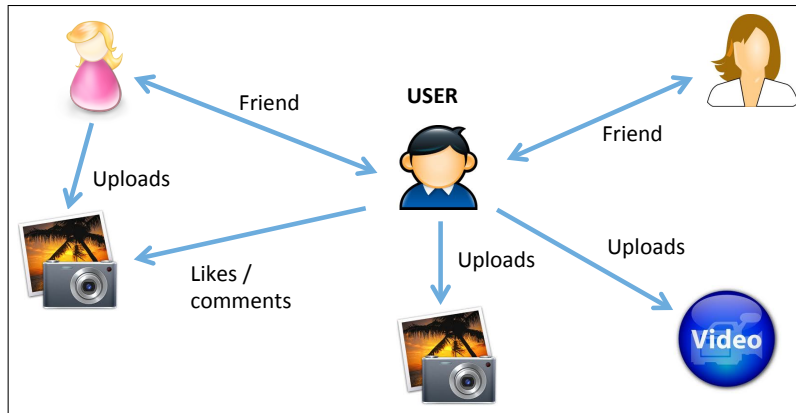 Friend
USER
Friend
Uploads
Likes /
comments
Uploads
Uploads
Video